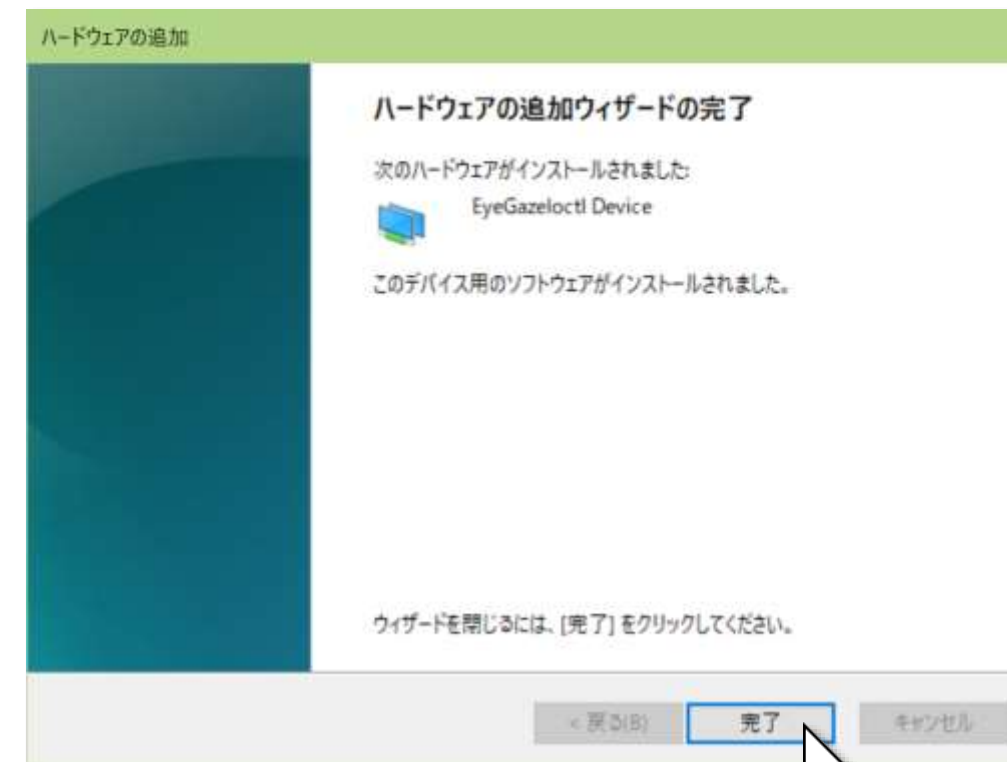 ハードウェアの追加
ハードウェアの追加ウィザードの完了
次のハードウェアがインストールされました:
EyeGazeIoctl Device
このデバイス用のソフトウェアがインストールされました。
ウィザードを閉じるには、[完了] をクリックしてください。
< 戻る(B) 完了 キャンセル